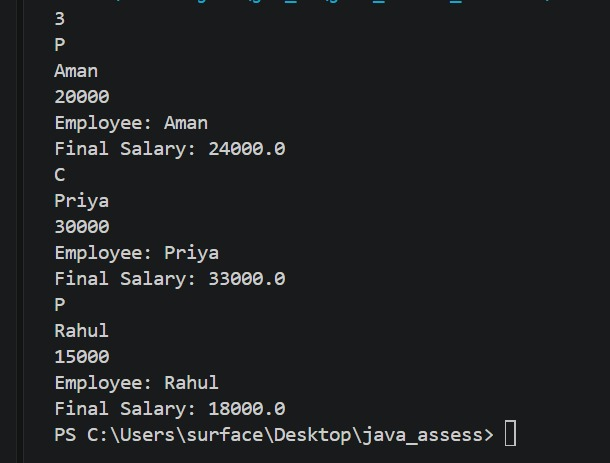 3
P
Aman
20000
Employee: Aman
Final Salary: 24000.0
C
Priya
30000
Employee: Priya
Final Salary: 33000.0
P
Rahul
15000
Employee: Rahul
Final Salary: 18000.0
PS C:\Users\surface\Desktop\java_assess>